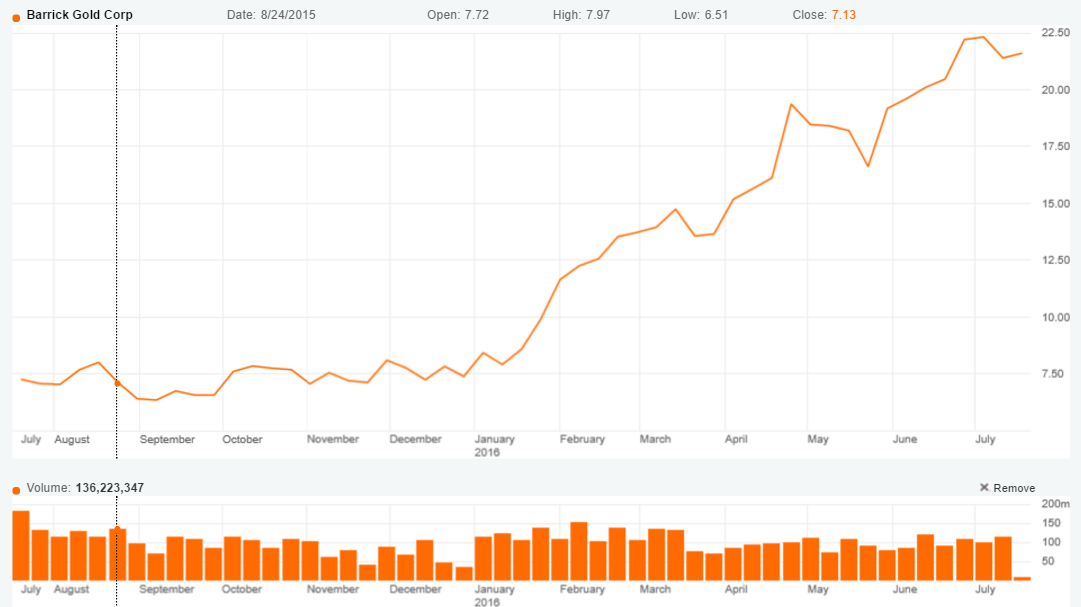 Barrick Gold Corp Date: 8/24/2015 Open: 7.72 High: 7.97 Low: 6.51 Close: 7.13
22.50
20.00
17.50
15.00
12.50
10.00
7.50
July August September October November December January February March April May June July
2016
Volume: 136,223,347 ✕ Remove
200m
150
100
50
July August September October November December January February March April May June July
2016